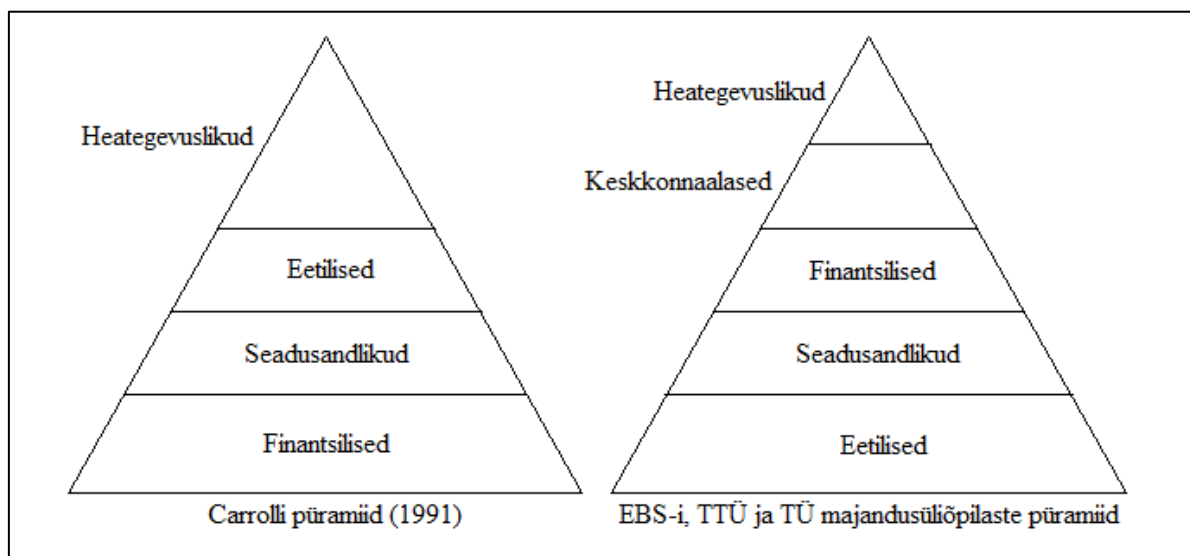 Heategevuslikud
Eetilised
Seadusandlikud
Finantsilised
Carrolli püramiid (1991)
Heategevuslikud
Keskkonnaalased
Finantsilised
Seadusandlikud
Eetilised
EBS-i, TTÜ ja TÜ majandusüliõpilaste püramiid